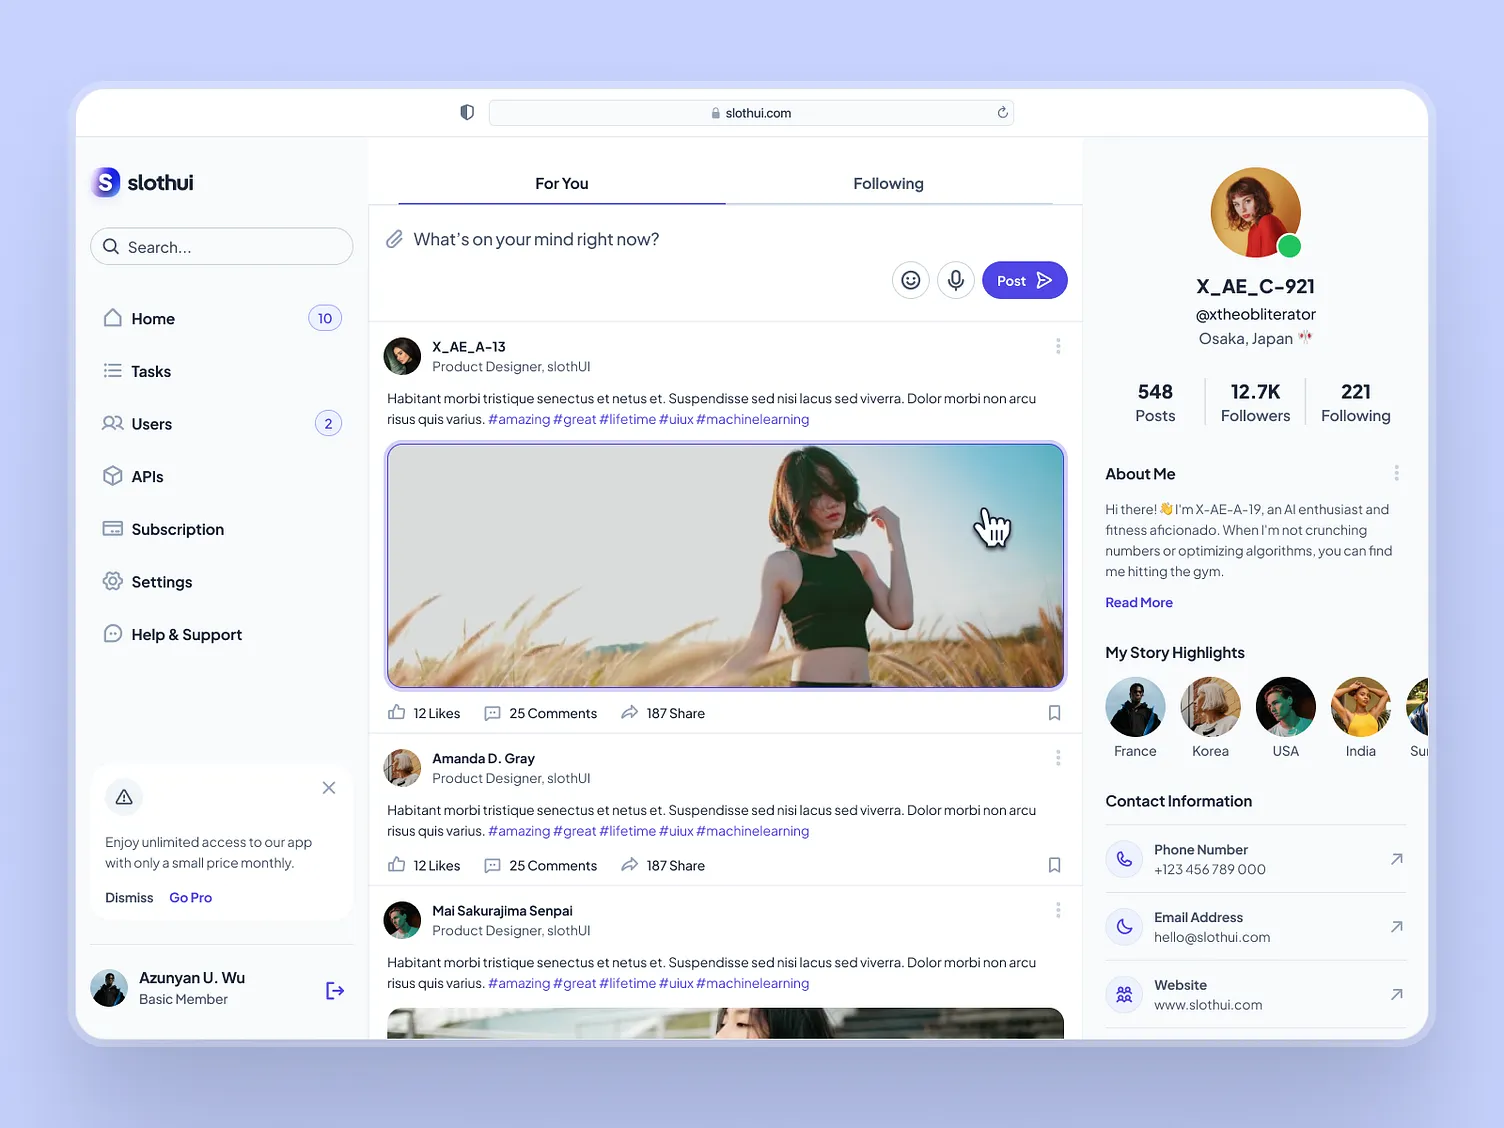 slothui.com
slothui
Search...
Home
10
Tasks
Users
2
APIs
Subscription
Settings
Help & Support
Enjoy unlimited access to our app
with only a small price monthly.
Dismiss Go Pro
Azunyan U. Wu
Basic Member
For You
Following
What's on your mind right now?
Post
X_AE_A-13
Product Designer, slothUI
Habitant morbi tristique senectus et netus et. Suspendisse sed nisi lacus sed viverra. Dolor morbi non arcu
risus quis varius. #amazing #great #lifetime #uiux #machinelearning
12 Likes
25 Comments
187 Share
Amanda D. Gray
Product Designer, slothUI
Habitant morbi tristique senectus et netus et. Suspendisse sed nisi lacus sed viverra. Dolor morbi non arcu
risus quis varius. #amazing #great #lifetime #uiux #machinelearning
12 Likes
25 Comments
187 Share
Mai Sakurajima Senpai
Product Designer, slothUI
Habitant morbi tristique senectus et netus et. Suspendisse sed nisi lacus sed viverra. Dolor morbi non arcu
risus quis varius. #amazing #great #lifetime #uiux #machinelearning
X_AE_C-921
@xtheobliterator
Osaka, Japan
548
Posts
12.7K
Followers
221
Following
About Me
Hi there! 👋 I'm X-AE-A-19, an AI enthusiast and
fitness aficionado. When I'm not crunching
numbers or optimizing algorithms, you can find
me hitting the gym.
Read More
My Story Highlights
France
Korea
USA
India
Contact Information
Phone Number
+123 456 789 000
Email Address
hello@slothui.com
Website
www.slothui.com